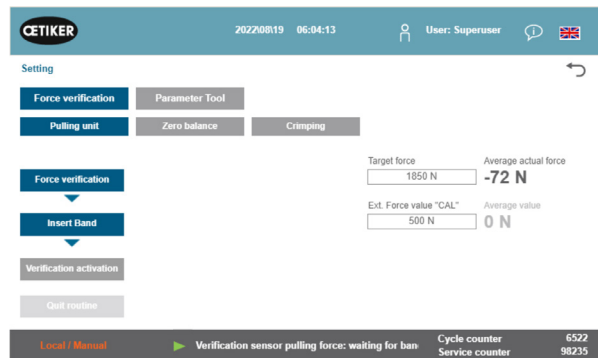 OETIKER
2022\08\19 06:04:13
User: Superuser
Setting
Force verification
Parameter Tool
Pulling unit
Zero balance
Crimping
Target force
Average actual force
1850 N
-72 N
Force verification
Ext. Force value "CAL"
Average value
500 N
0 N
Insert Band
Verification activation
Quit routine
Local / Manual
Verification sensor pulling force: waiting for ban
Cycle counter 6522
Service counter 98235